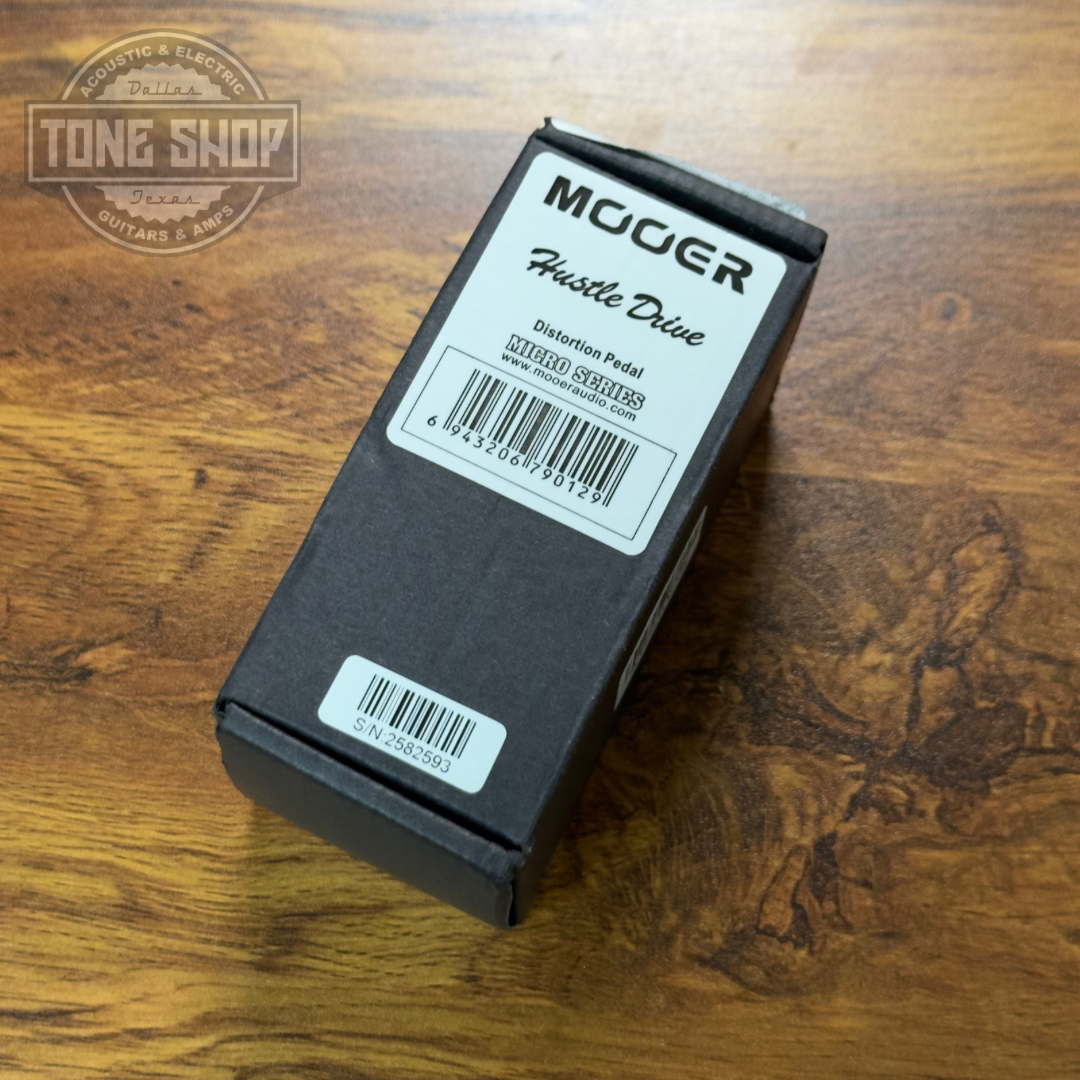 ACOUSTIC & ELECTRIC
Dallas
TONE SHOP
Texas
GUITARS & AMPS
MOOER
Hustle Drive
Distortion Pedal
MICRO SERIES
www.mooeraudio.com
6 943206 790129
S/N:2582593